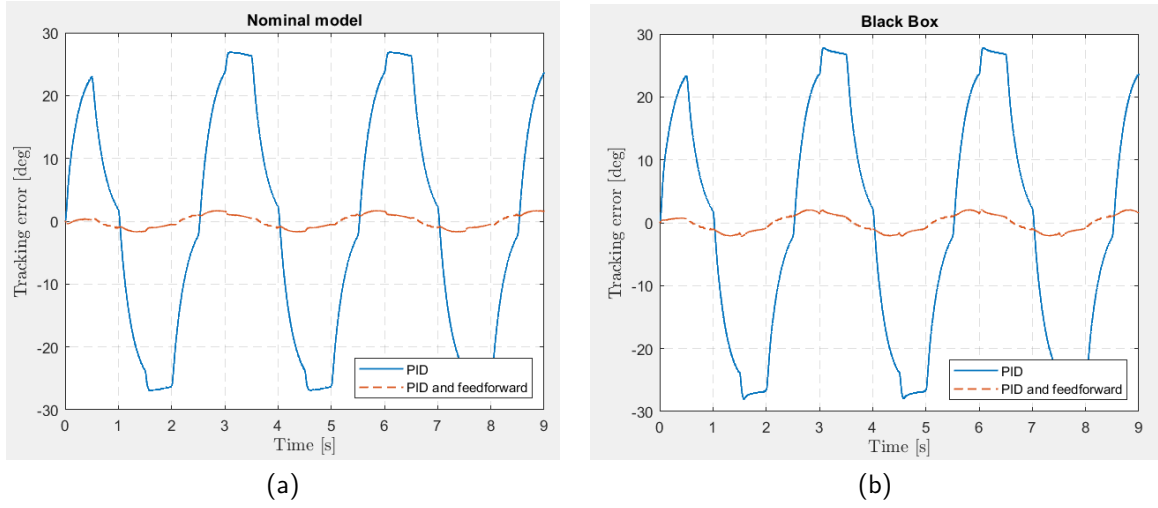 Nominal model
30
20
10
0
-10
-20
-30
Tracking error [deg]
0 1 2 3 4 5 6 7 8 9
Time [s]
PID
PID and feedforward
(a)
Black Box
30
20
10
0
-10
-20
-30
Tracking error [deg]
0 1 2 3 4 5 6 7 8 9
Time [s]
PID
PID and feedforward
(b)